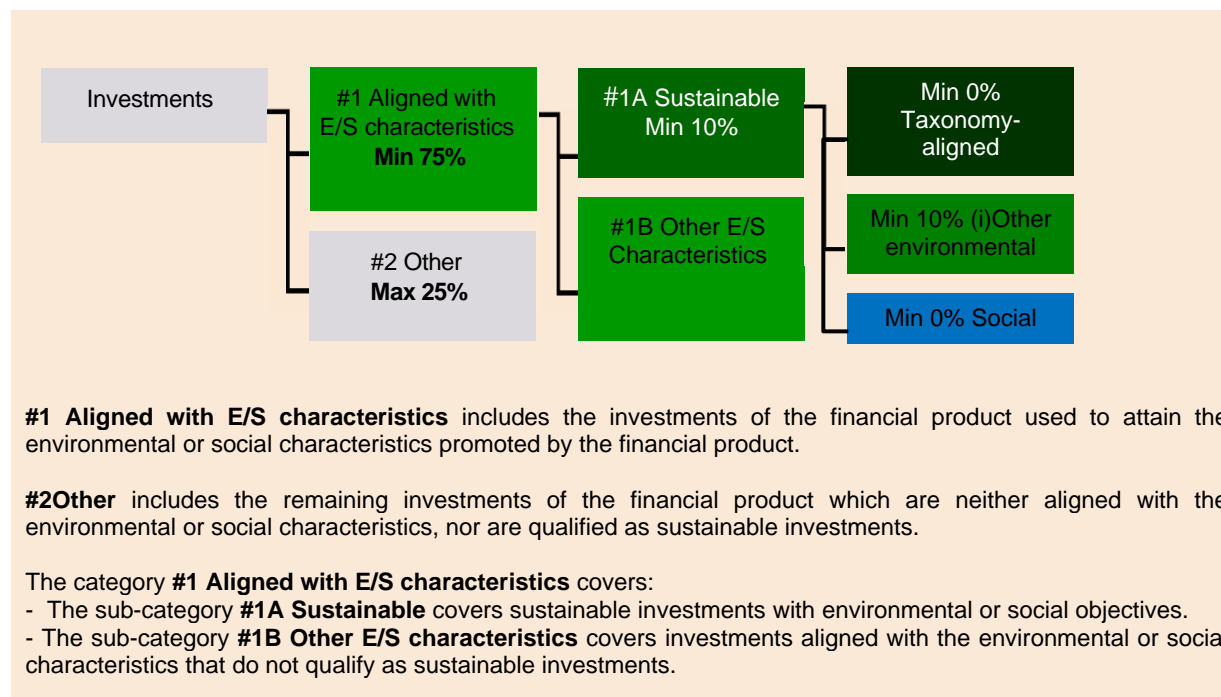 Investments
#1 Aligned with
E/S characteristics
Min 75%
#2 Other
Max 25%
#1A Sustainable
Min 10%
#1B Other E/S
Characteristics
Min 0%
Taxonomy-
aligned
Min 10% (i)Other
environmental
Min 0% Social
#1 Aligned with E/S characteristics includes the investments of the financial product used to attain the
environmental or social characteristics promoted by the financial product.
#2Other includes the remaining investments of the financial product which are neither aligned with the
environmental or social characteristics, nor are qualified as sustainable investments.
The category #1 Aligned with E/S characteristics covers:
- The sub-category #1A Sustainable covers sustainable investments with environmental or social objectives.
- The sub-category #1B Other E/S characteristics covers investments aligned with the environmental or social
characteristics that do not qualify as sustainable investments.